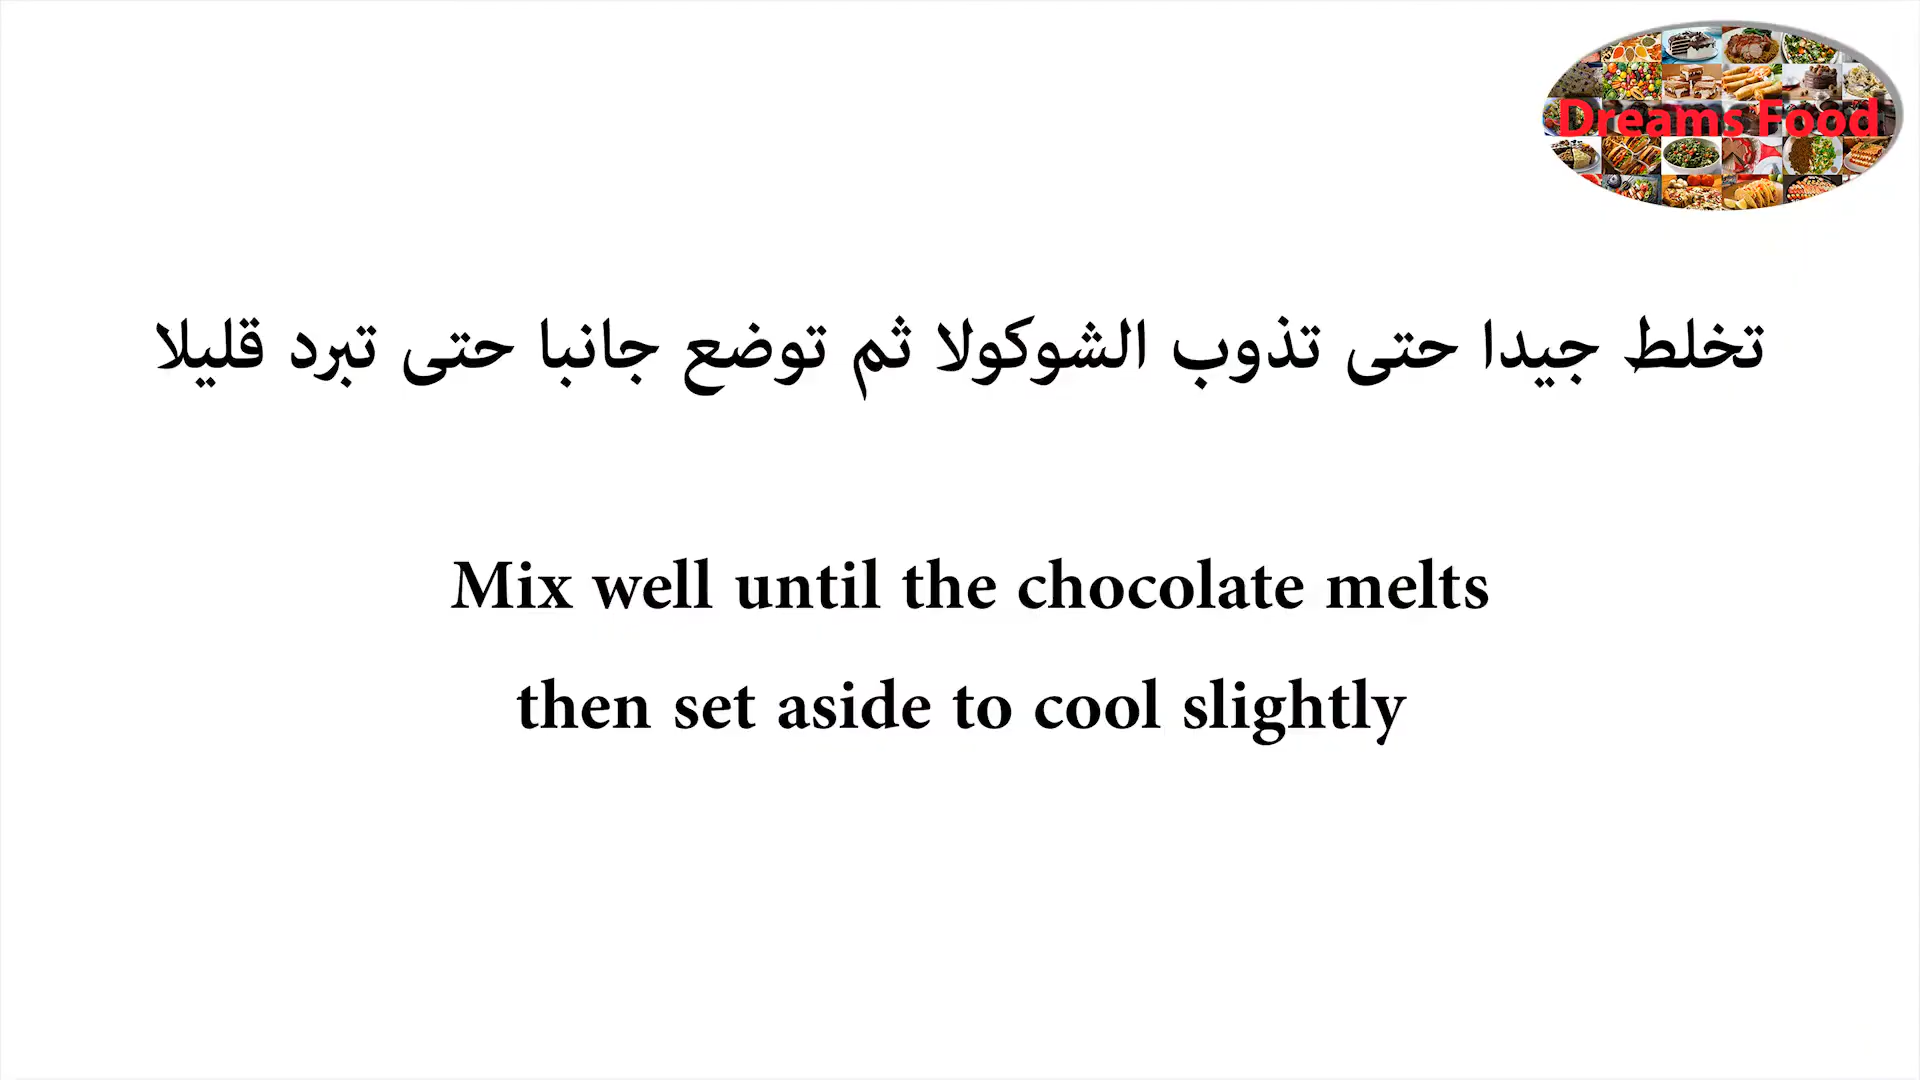 Dreams Food
تخلط جيدا حتى تذوب الشوكولا ثم توضع جانبا حتى تبرد قليلا
Mix well until the chocolate melts
then set aside to cool slightly